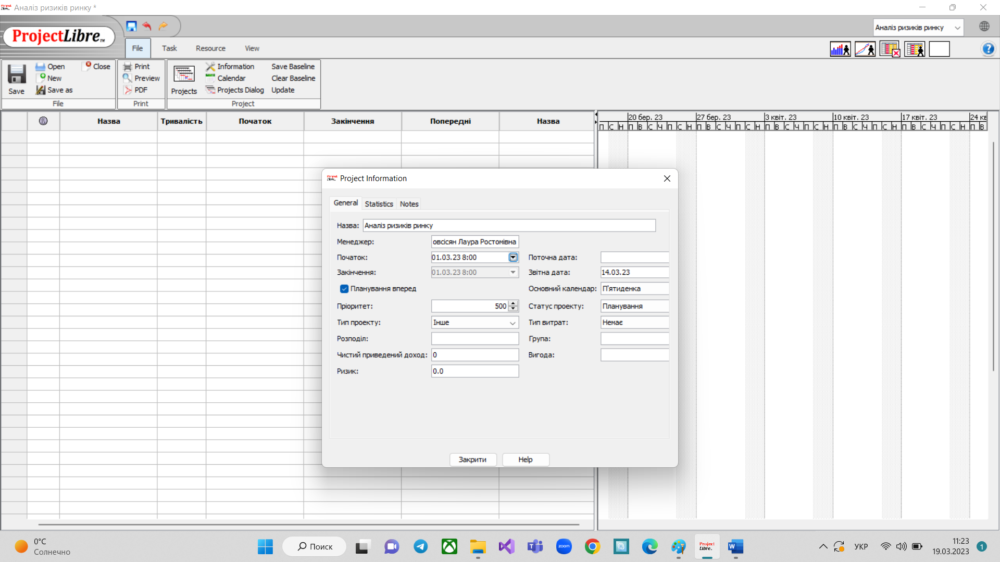 Аналіз ризиків ринку *
ProjectLibre TM
Аналіз ризиків ринку
File Task Resource View
Save
Open
New
Save as
Close
File
Print
Preview
PDF
Print
Projects
Information
Calendar
Projects Dialog
Save Baseline
Clear Baseline
Update
Project
Назва Тривалість Початок Закінчення Попередні Назва
20 бер. 23 27 бер. 23 3 квіт. 23 10 квіт. 23 17 квіт. 23 24 кв
П С Н П В С Ч П С Н П В С Ч П С Н П В С Ч П С Н П В С Ч П С Н П В С Ч П С Н П В
Project Information
General Statistics Notes
Назва: Аналіз ризиків ринку
Менеджер: овсісян Лаура Ростомівна
Початок: 01.03.23 8:00 Поточна дата:
Закінчення: 01.03.23 8:00 Звітна дата: 14.03.23
Планування вперед Основний календар: П'ятиденка
Пріоритет: 500 Статус проекту: Планування
Тип проекту: Інше Тип витрат: Немає
Розподіл: Група:
Чистий приведений доход: 0 Вигода:
Ризик: 0.0
Закрити Help
0°C
Солнечно
Поиск
zoom
Project
Libre.
УКР
11:23
19.03.2023
1